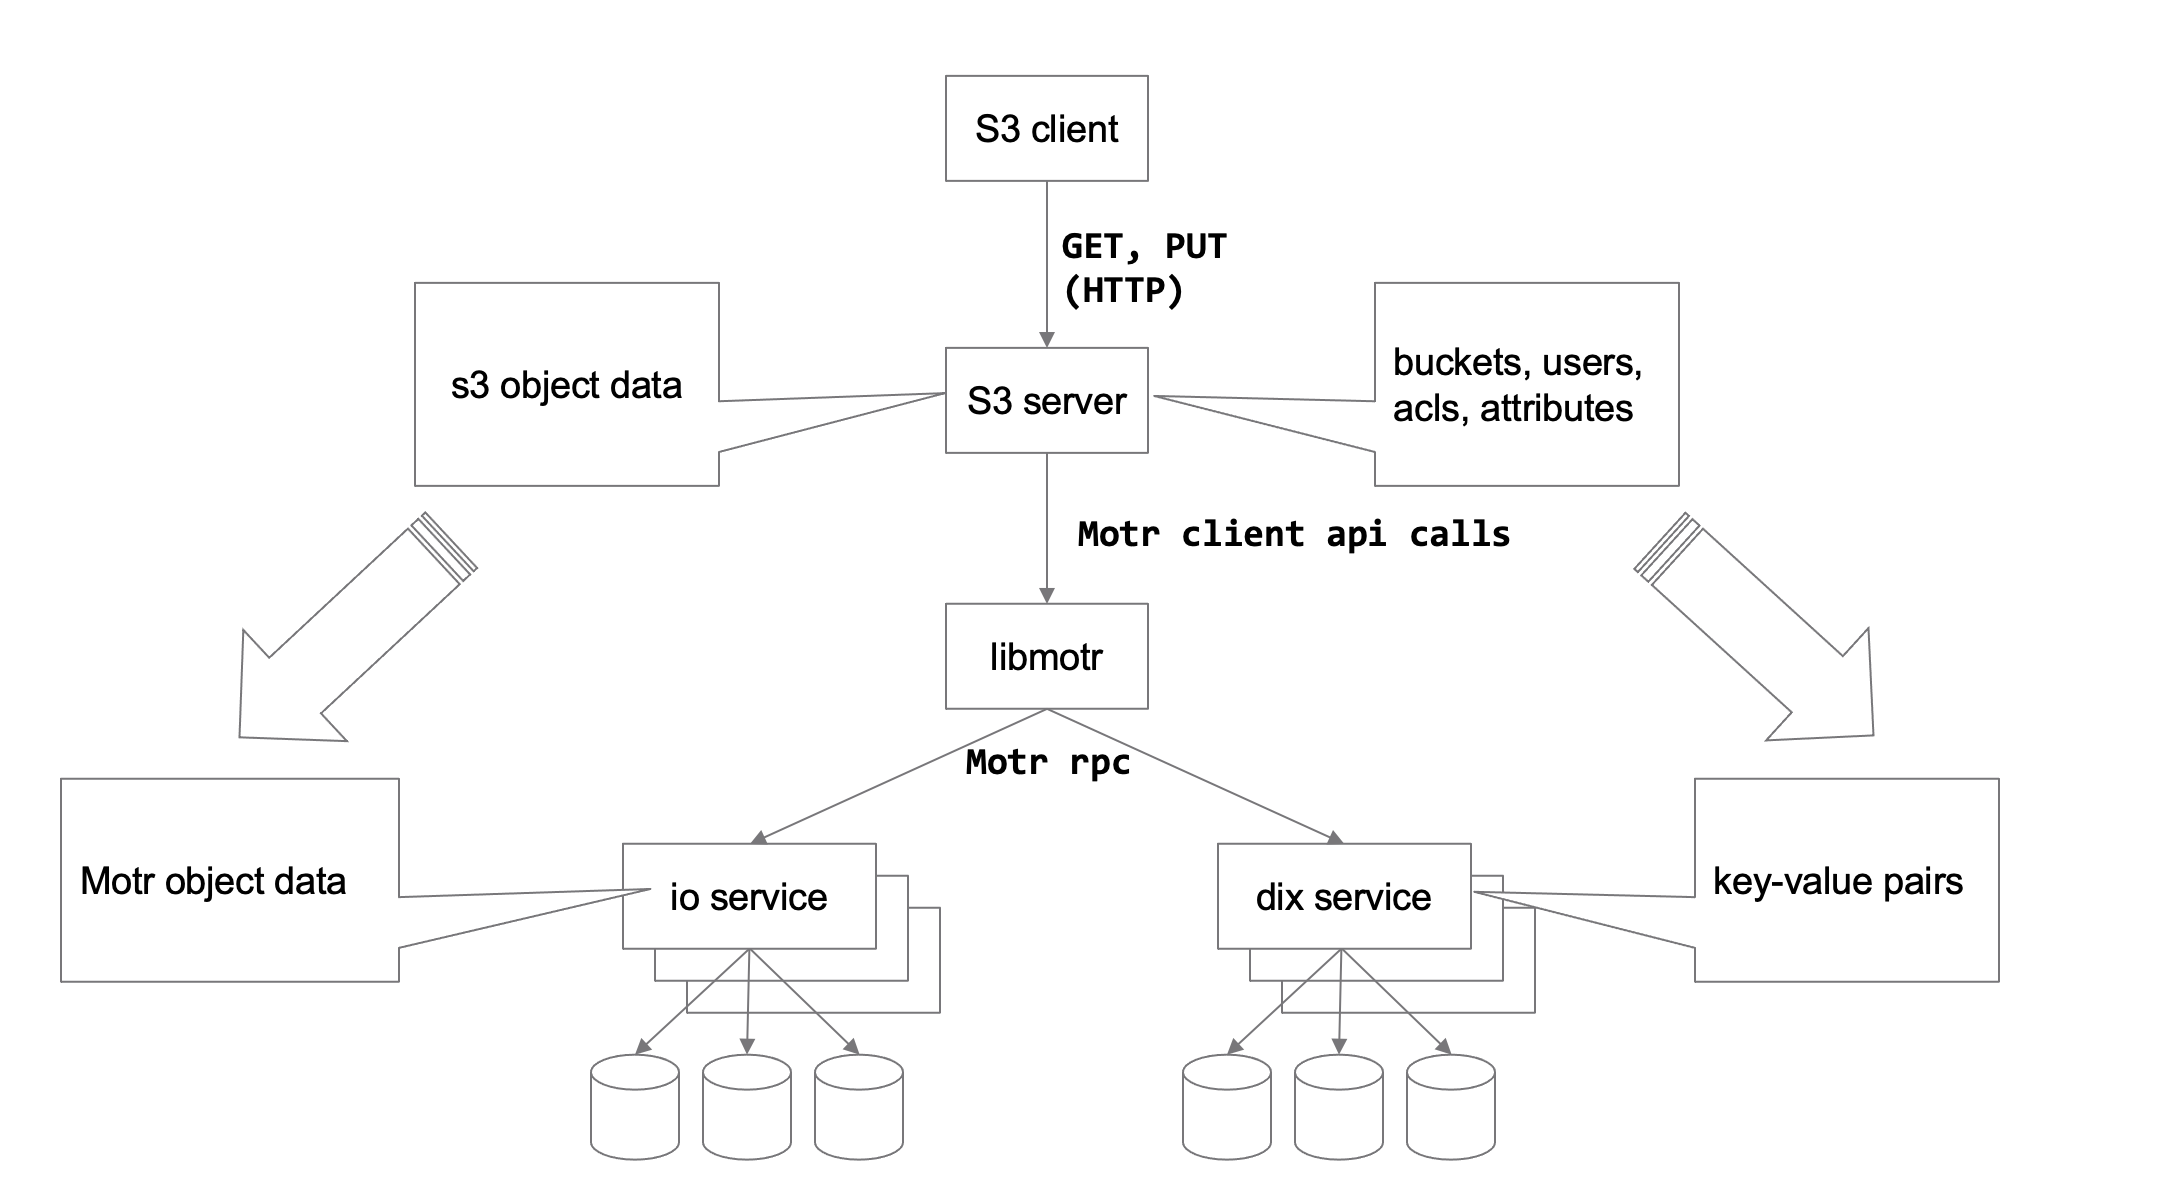 S3 client
GET, PUT
(HTTP)
s3 object data
S3 server
buckets, users,
acls, attributes
Motr client api calls
libmotr
Motr rpc
Motr object data
io service
dix service
key-value pairs